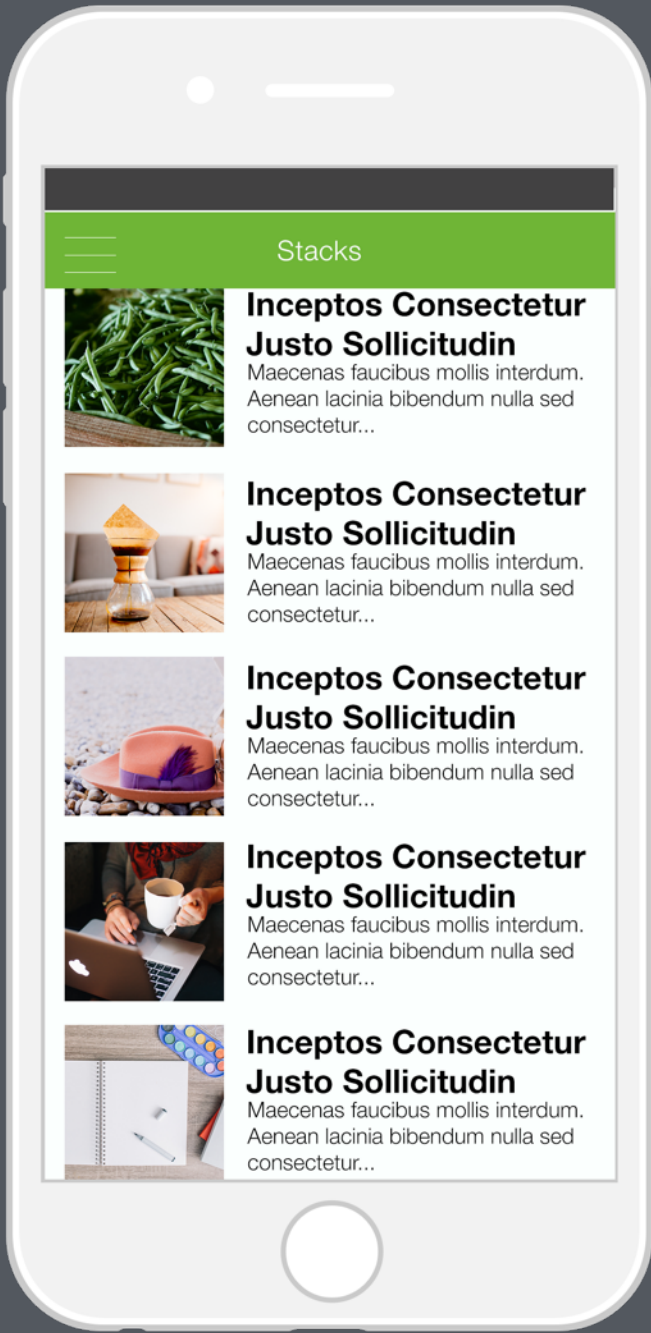 Stacks
Inceptos Consectetur
Justo Sollicitudin
Maecenas faucibus mollis interdum.
Aenean lacinia bibendum nulla sed
consectetur...
Inceptos Consectetur
Justo Sollicitudin
Maecenas faucibus mollis interdum.
Aenean lacinia bibendum nulla sed
consectetur...
Inceptos Consectetur
Justo Sollicitudin
Maecenas faucibus mollis interdum.
Aenean lacinia bibendum nulla sed
consectetur...
Inceptos Consectetur
Justo Sollicitudin
Maecenas faucibus mollis interdum.
Aenean lacinia bibendum nulla sed
consectetur...
Inceptos Consectetur
Justo Sollicitudin
Maecenas faucibus mollis interdum.
Aenean lacinia bibendum nulla sed
consectetur...